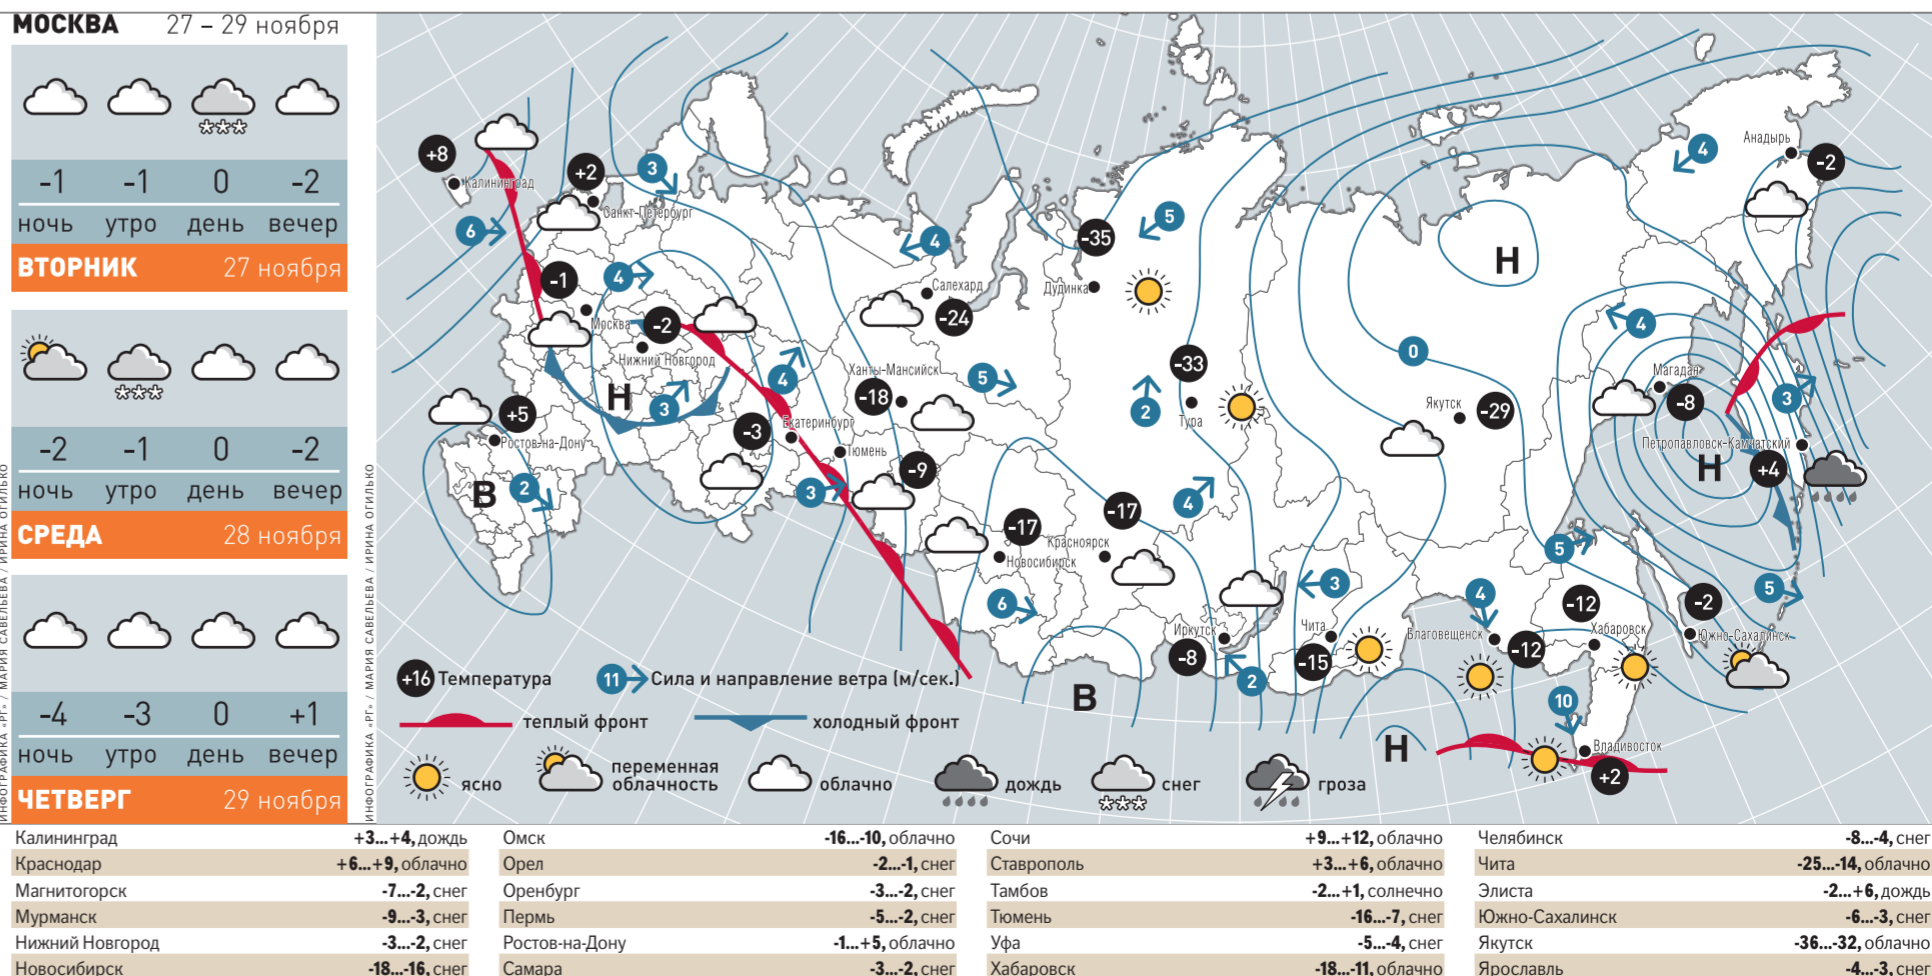 МОСКВА 27 – 29 ноября
-1 -1 0 -2
ночь утро день вечер
ВТОРНИК 27 ноября
-2 -1 0 -2
ночь утро день вечер
СРЕДА 28 ноября
-4 -3 0 +1
ночь утро день вечер
ЧЕТВЕРГ 29 ноября
ИНФОГРАФИКА «РГ» / МАРИЯ САВЕЛЬЕВА / ИРИНА ОГИЛЬКО
ИНФОГРАФИКА «РГ» / МАРИЯ САВЕЛЬЕВА / ИРИНА ОГИЛЬКО
+8
Калининград
6
+2
Санкт-Петербург
3
-1
Москва
4
-2
Нижний Новгород
Н
3
4
+5
Ростов-на-Дону
В
2
-3
Екатеринбург
Тюмень
3
-9
4
Салехард
-24
Ханты-Мансийск
-18
5
-35
Дудинка
5
-33
Тура
2
4
-17
Новосибирск
6
-17
Красноярск
В
Иркутск
-8
2
3
Чита
-15
Н
0
Якутск
-29
Н
4
Анадырь
-2
4
Магадан
-8
3
Петропавловск-Камчатский
Н
+4
5
5
4
Благовещенск
-12
-12
Хабаровск
-2
Южно-Сахалинск
10
Владивосток
+2
+16 Температура
11 Сила и направление ветра (м/сек.)
теплый фронт
холодный фронт
ясно
переменная
облачность
облачно
дождь
снег
гроза
Калининград +3...+4, дождь
Краснодар +6...+9, облачно
Магнитогорск -7...-2, снег
Мурманск -9...-3, снег
Нижний Новгород -3...-2, снег
Новосибирск -18...-16, снег
Омск -16...-10, облачно
Орел -2...-1, снег
Оренбург -3...-2, снег
Пермь -5...-2, снег
Ростов-на-Дону -1...+5, облачно
Самара -3...-2, снег
Сочи +9...+12, облачно
Ставрополь +3...+6, облачно
Тамбов -2...+1, солнечно
Тюмень -16...-7, снег
Уфа -5...-4, снег
Хабаровск -18...-11, облачно
Челябинск -8...-4, снег
Чита -25...-14, облачно
Элиста -2...+6, дождь
Южно-Сахалинск -6...-3, снег
Якутск -36...-32, облачно
Ярославль -4...-3, снег